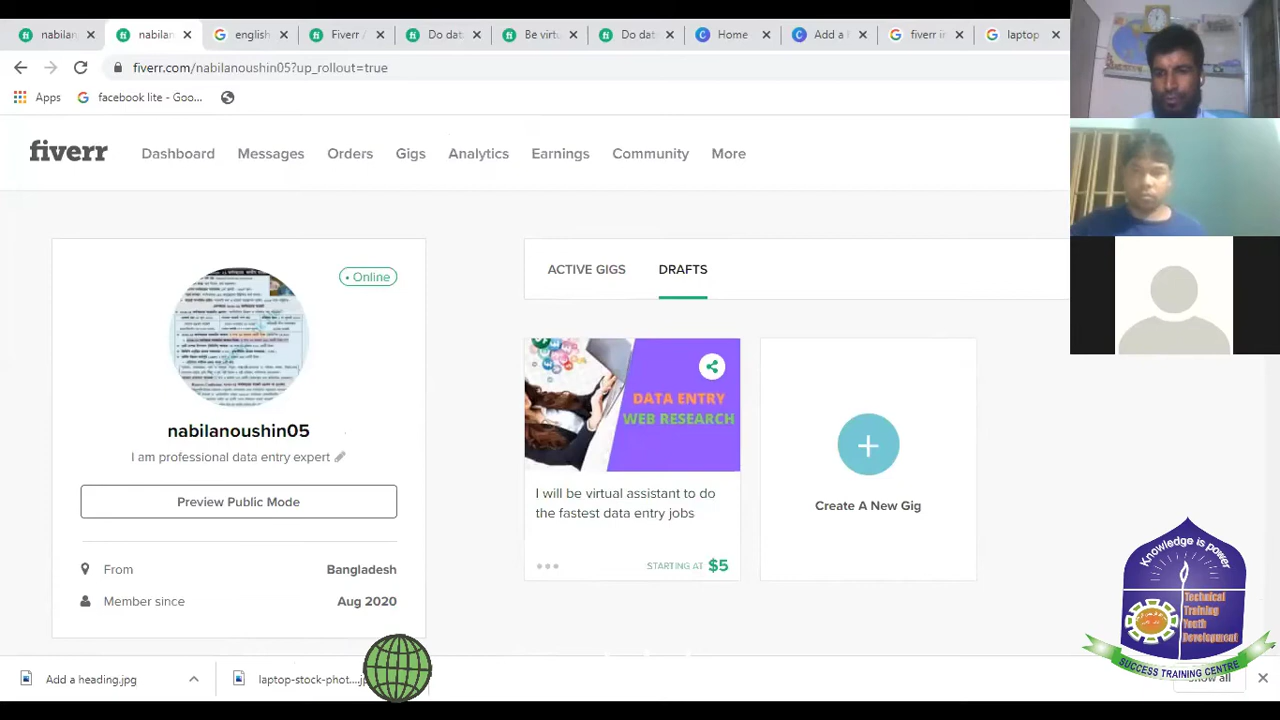 nabilan
nabilan
english
Fiverr /
Do dat
Be virtu
Do dat
Home
Add a
fiverr in
laptop
fiverr.com/nabilanoushin05?up_rollout=true
Apps
facebook lite - Goo...
fiverr
Dashboard
Messages
Orders
Gigs
Analytics
Earnings
Community
More
• Online
nabilanoushin05
I am professional data entry expert
Preview Public Mode
From
Bangladesh
Member since
Aug 2020
ACTIVE GIGS
DRAFTS
DATA ENTRY
WEB RESEARCH
I will be virtual assistant to do
the fastest data entry jobs
STARTING AT $5
Create A New Gig
Knowledge is power
Technical
Training
Youth
Development
SUCCESS TRAINING CENTRE
Add a heading.jpg
laptop-stock-phot....j
Show all